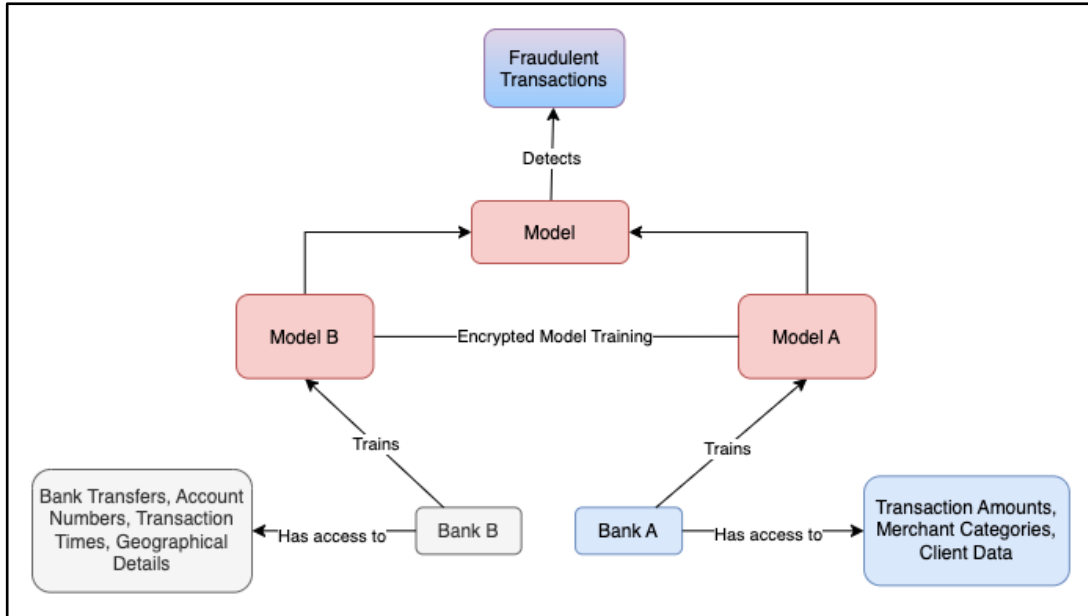 Fraudulent
Transactions
Detects
Model
Model B
Encrypted Model Training
Model A
Trains
Trains
Bank Transfers, Account
Numbers, Transaction
Times, Geographical
Details
Has access to
Bank B
Bank A
Has access to
Transaction Amounts,
Merchant Categories,
Client Data